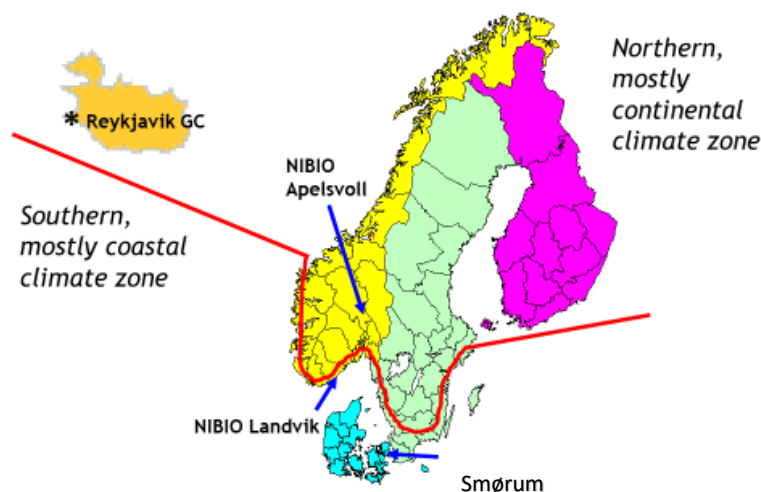 Northern,
mostly
continental
climate zone
* Reykjavik GC
NIBIO
Apelsvoll
Southern,
mostly coastal
climate zone
NIBIO Landvik
Smørum